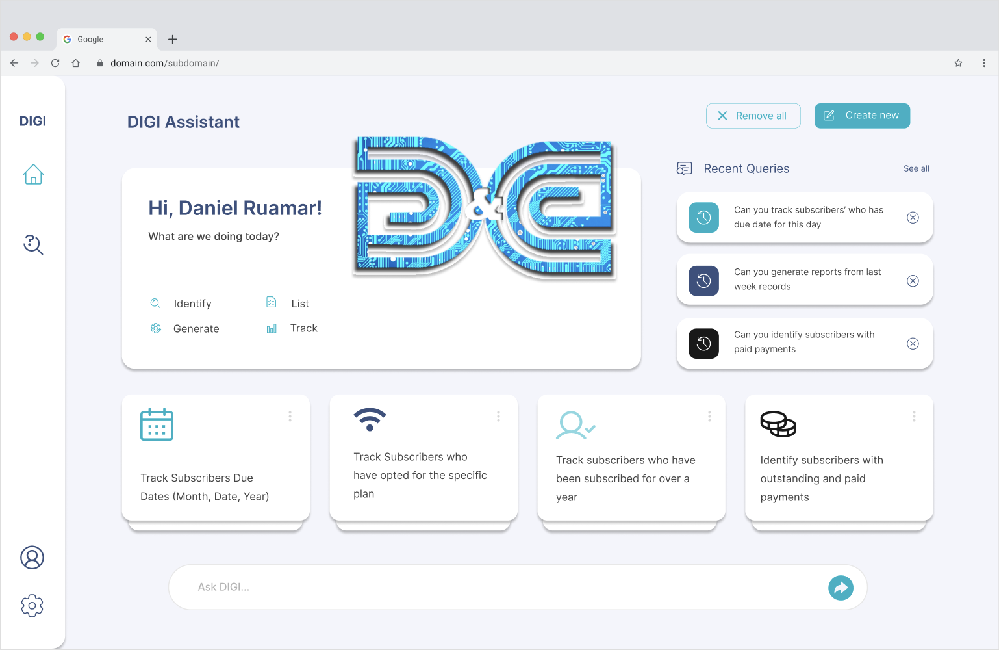 Google
domain.com/subdomain/
DIGI
DIGI Assistant
Remove all
Create new
Hi, Daniel Ruamar!
What are we doing today?
Identify
List
Generate
Track
D&C
Recent Queries
See all
Can you track subscribers’ who has
due date for this day
Can you generate reports from last
week records
Can you identify subscribers with
paid payments
Track Subscribers Due
Dates (Month, Date, Year)
Track Subscribers who
have opted for the specific
plan
Track subscribers who have
been subscribed for over a
year
Identify subscribers with
outstanding and paid
payments
Ask DIGI...